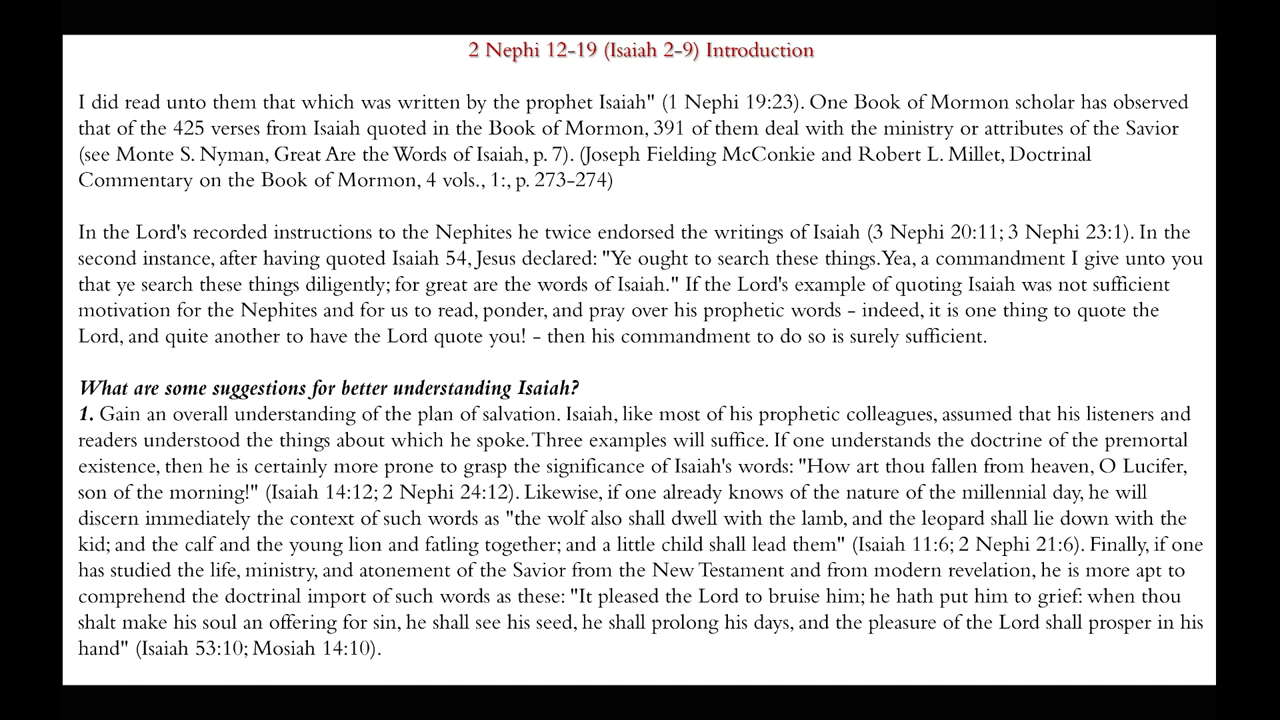 2 Nephi 12-19 (Isaiah 2-9) Introduction
I did read unto them that which was written by the prophet Isaiah" (1 Nephi 19:23). One Book of Mormon scholar has observed
that of the 425 verses from Isaiah quoted in the Book of Mormon, 391 of them deal with the ministry or attributes of the Savior
(see Monte S. Nyman, Great Are the Words of Isaiah, p. 7). (Joseph Fielding McConkie and Robert L. Millet, Doctrinal
Commentary on the Book of Mormon, 4 vols., 1:, p. 273-274)
In the Lord's recorded instructions to the Nephites he twice endorsed the writings of Isaiah (3 Nephi 20:11; 3 Nephi 23:1). In the
second instance, after having quoted Isaiah 54, Jesus declared: "Ye ought to search these things. Yea, a commandment I give unto you
that ye search these things diligently; for great are the words of Isaiah." If the Lord's example of quoting Isaiah was not sufficient
motivation for the Nephites and for us to read, ponder, and pray over his prophetic words - indeed, it is one thing to quote the
Lord, and quite another to have the Lord quote you! - then his commandment to do so is surely sufficient.
What are some suggestions for better understanding Isaiah?
1. Gain an overall understanding of the plan of salvation. Isaiah, like most of his prophetic colleagues, assumed that his listeners and
readers understood the things about which he spoke. Three examples will suffice. If one understands the doctrine of the premortal
existence, then he is certainly more prone to grasp the significance of Isaiah's words: "How art thou fallen from heaven, O Lucifer,
son of the morning!" (Isaiah 14:12; 2 Nephi 24:12). Likewise, if one already knows of the nature of the millennial day, he will
discern immediately the context of such words as "the wolf also shall dwell with the lamb, and the leopard shall lie down with the
kid; and the calf and the young lion and fatling together; and a little child shall lead them" (Isaiah 11:6; 2 Nephi 21:6). Finally, if one
has studied the life, ministry, and atonement of the Savior from the New Testament and from modern revelation, he is more apt to
comprehend the doctrinal import of such words as these: "It pleased the Lord to bruise him; he hath put him to grief: when thou
shalt make his soul an offering for sin, he shall see his seed, he shall prolong his days, and the pleasure of the Lord shall prosper in his
hand" (Isaiah 53:10; Mosiah 14:10).